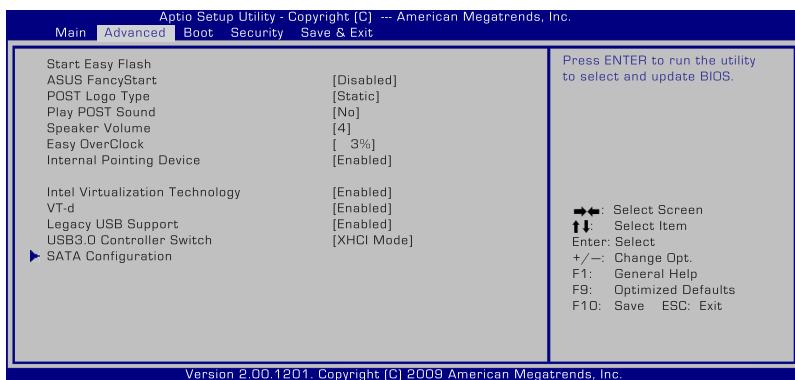 Aptio Setup Utility - Copyright (C) --- American Megatrends, Inc.
Main Advanced Boot Security Save & Exit
Start Easy Flash
ASUS FancyStart [Disabled]
POST Logo Type [Static]
Play POST Sound [No]
Speaker Volume [4]
Easy OverClock [ 3%]
Internal Pointing Device [Enabled]
Intel Virtualization Technology [Enabled]
VT-d [Enabled]
Legacy USB Support [Enabled]
USB3.0 Controller Switch [XHCI Mode]
SATA Configuration
Press ENTER to run the utility
to select and update BIOS.
→←: Select Screen
↑↓: Select Item
Enter: Select
+/—: Change Opt.
F1: General Help
F9: Optimized Defaults
F10: Save ESC: Exit
Version 2.00.1201. Copyright (C) 2009 American Megatrends, Inc.